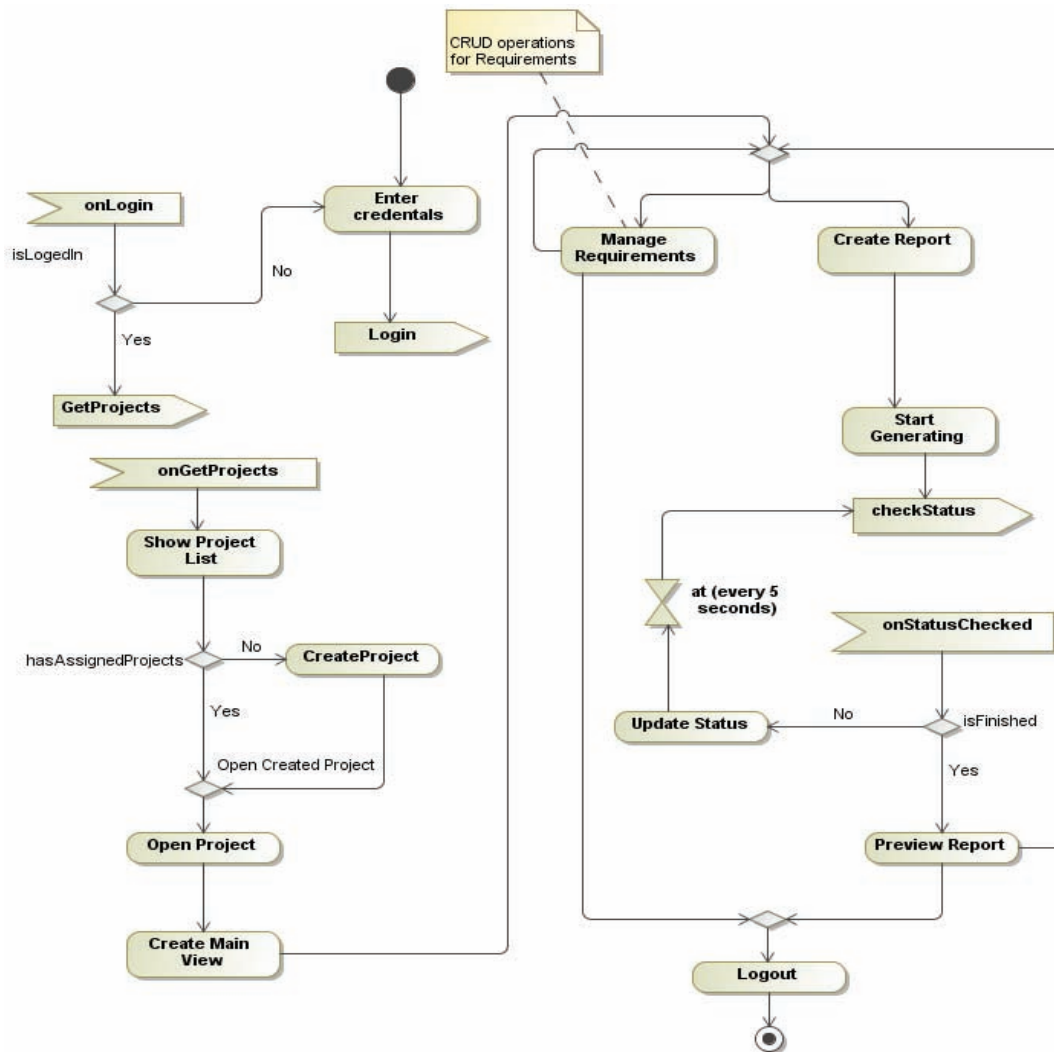 CRUD operations
for Requirements
onLogin
isLogedIn
No
Yes
GetProjects
Enter
credentals
Login
Manage
Requirements
Create Report
Start
Generating
checkStatus
at (every 5
seconds)
onStatusChecked
isFinished
No
Yes
Update Status
Preview Report
onGetProjects
Show Project
List
hasAssignedProjects
No
CreateProject
Yes
Open Created Project
Open Project
Create Main
View
Logout